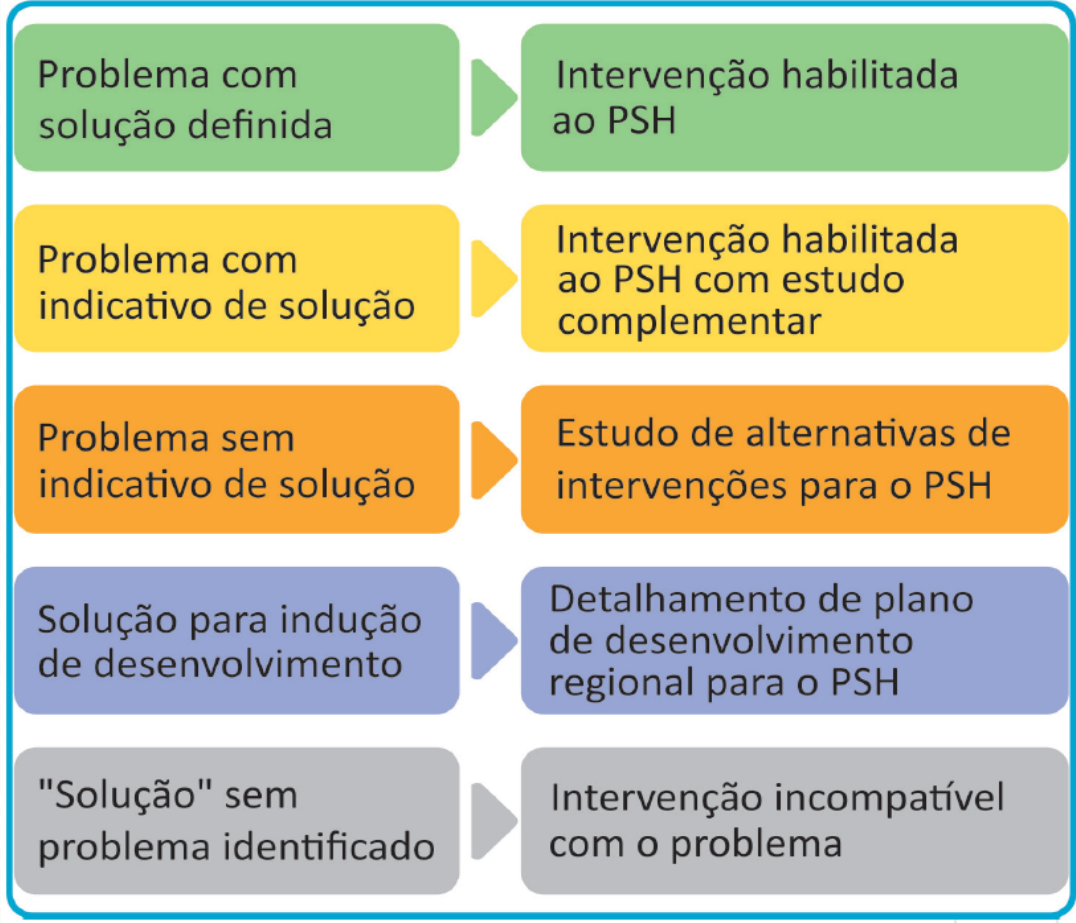 Problema com
solução definida
Intervenção habilitada
ao PSH
Problema com
indicativo de solução
Intervenção habilitada
ao PSH com estudo
complementar
Problema sem
indicativo de solução
Estudo de alternativas de
intervenções para o PSH
Solução para indução
de desenvolvimento
Detalhamento de plano
de desenvolvimento
regional para o PSH
"Solução" sem
problema identificado
Intervenção incompatível
com o problema